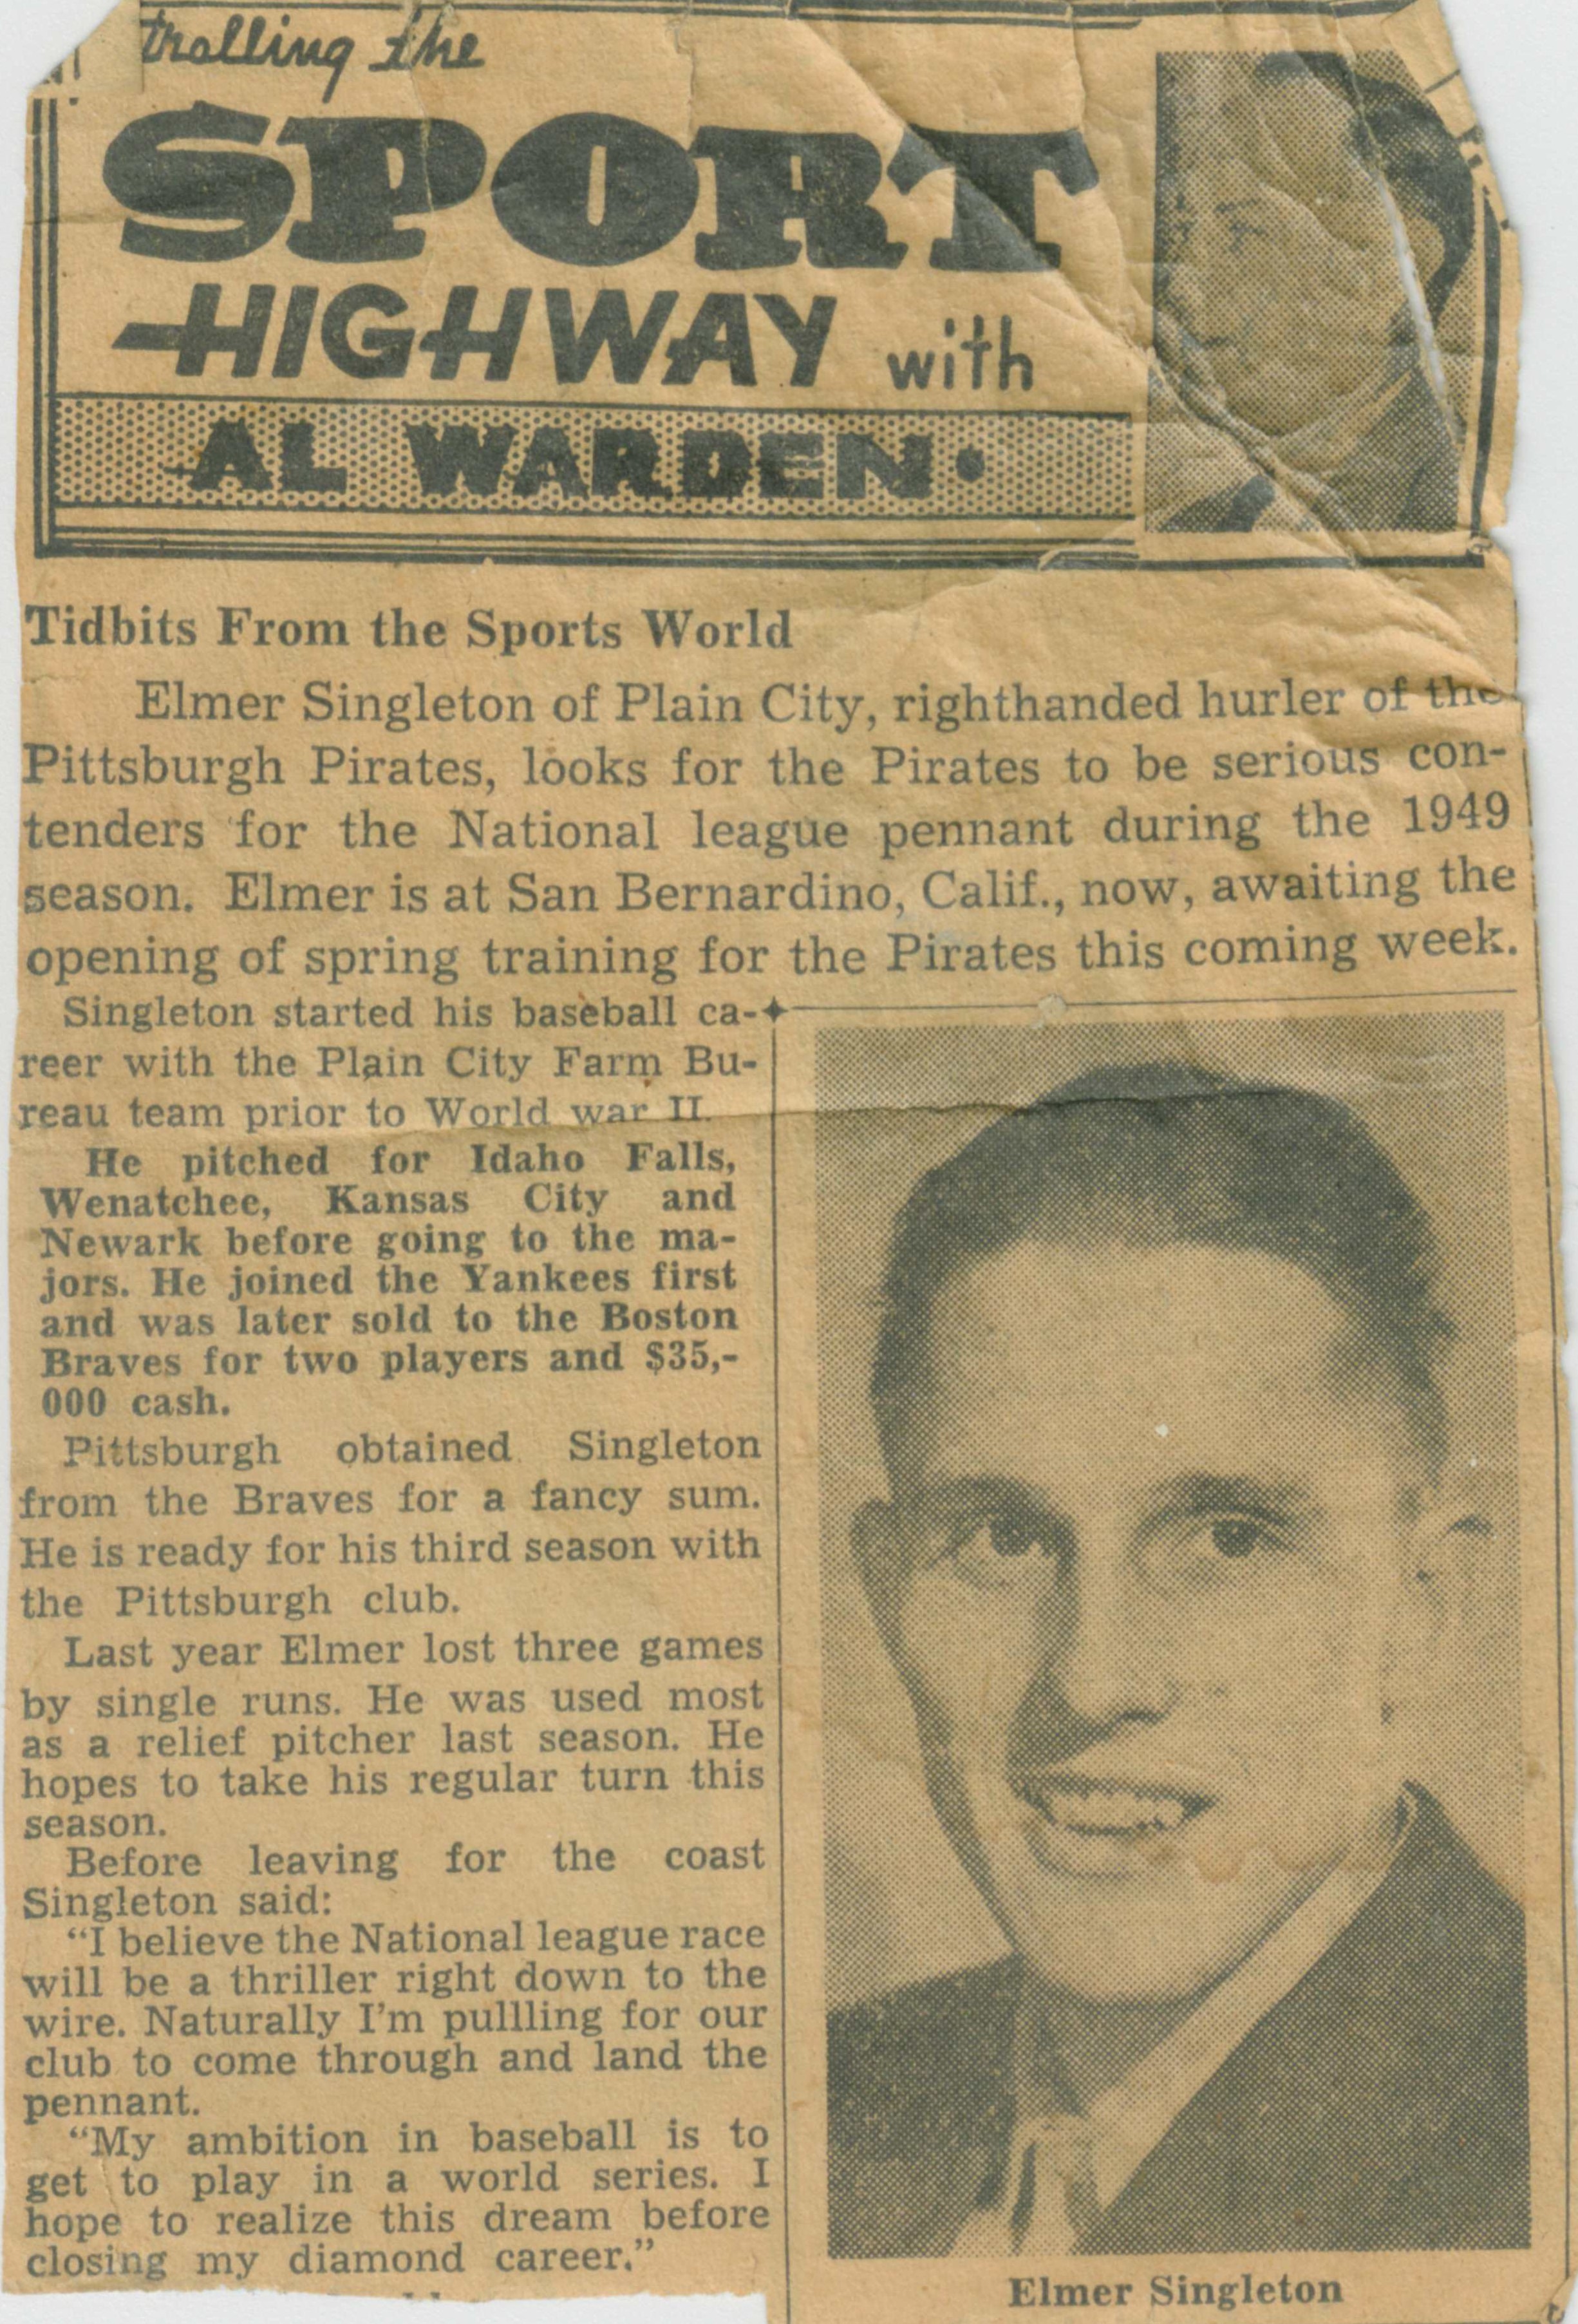 trolling the
SPORT
HIGHWAY with
AL WARDEN.
Tidbits From the Sports World
Elmer Singleton of Plain City, righthanded hurler of the
Pittsburgh Pirates, looks for the Pirates to be serious con-
tenders for the National league pennant during the 1949
season. Elmer is at San Bernardino, Calif., now, awaiting the
opening of spring training for the Pirates this coming week.
Singleton started his baseball ca-
reer with the Plain City Farm Bu-
reau team prior to World war II.
He pitched for Idaho Falls,
Wenatchee, Kansas City and
Newark before going to the ma-
jors. He joined the Yankees first
and was later sold to the Boston
Braves for two players and $35,-
000 cash.
Pittsburgh obtained Singleton
from the Braves for a fancy sum.
He is ready for his third season with
the Pittsburgh club.
Last year Elmer lost three games
by single runs. He was used most
as a relief pitcher last season. He
hopes to take his regular turn this
season.
Before leaving for the coast
Singleton said:
“I believe the National league race
will be a thriller right down to the
wire. Naturally I’m pullling for our
club to come through and land the
pennant.
“My ambition in baseball is to
get to play in a world series. I
hope to realize this dream before
closing my diamond career.”
Elmer Singleton